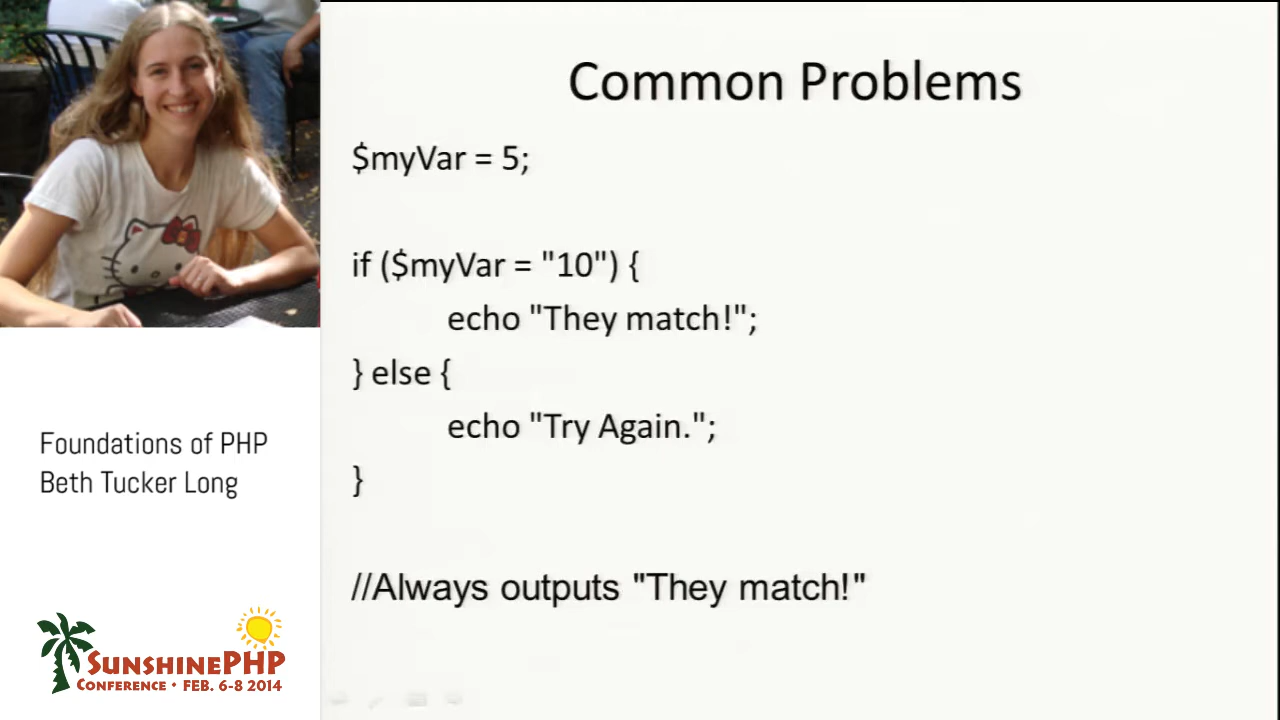 Common Problems
$myVar = 5;
if ($myVar = "10") {
echo "They match!";
} else {
echo "Try Again.";
}
//Always outputs "They match!"
Foundations of PHP
Beth Tucker Long
SUNSHINEPHP
CONFERENCE • FEB. 6-8 2014